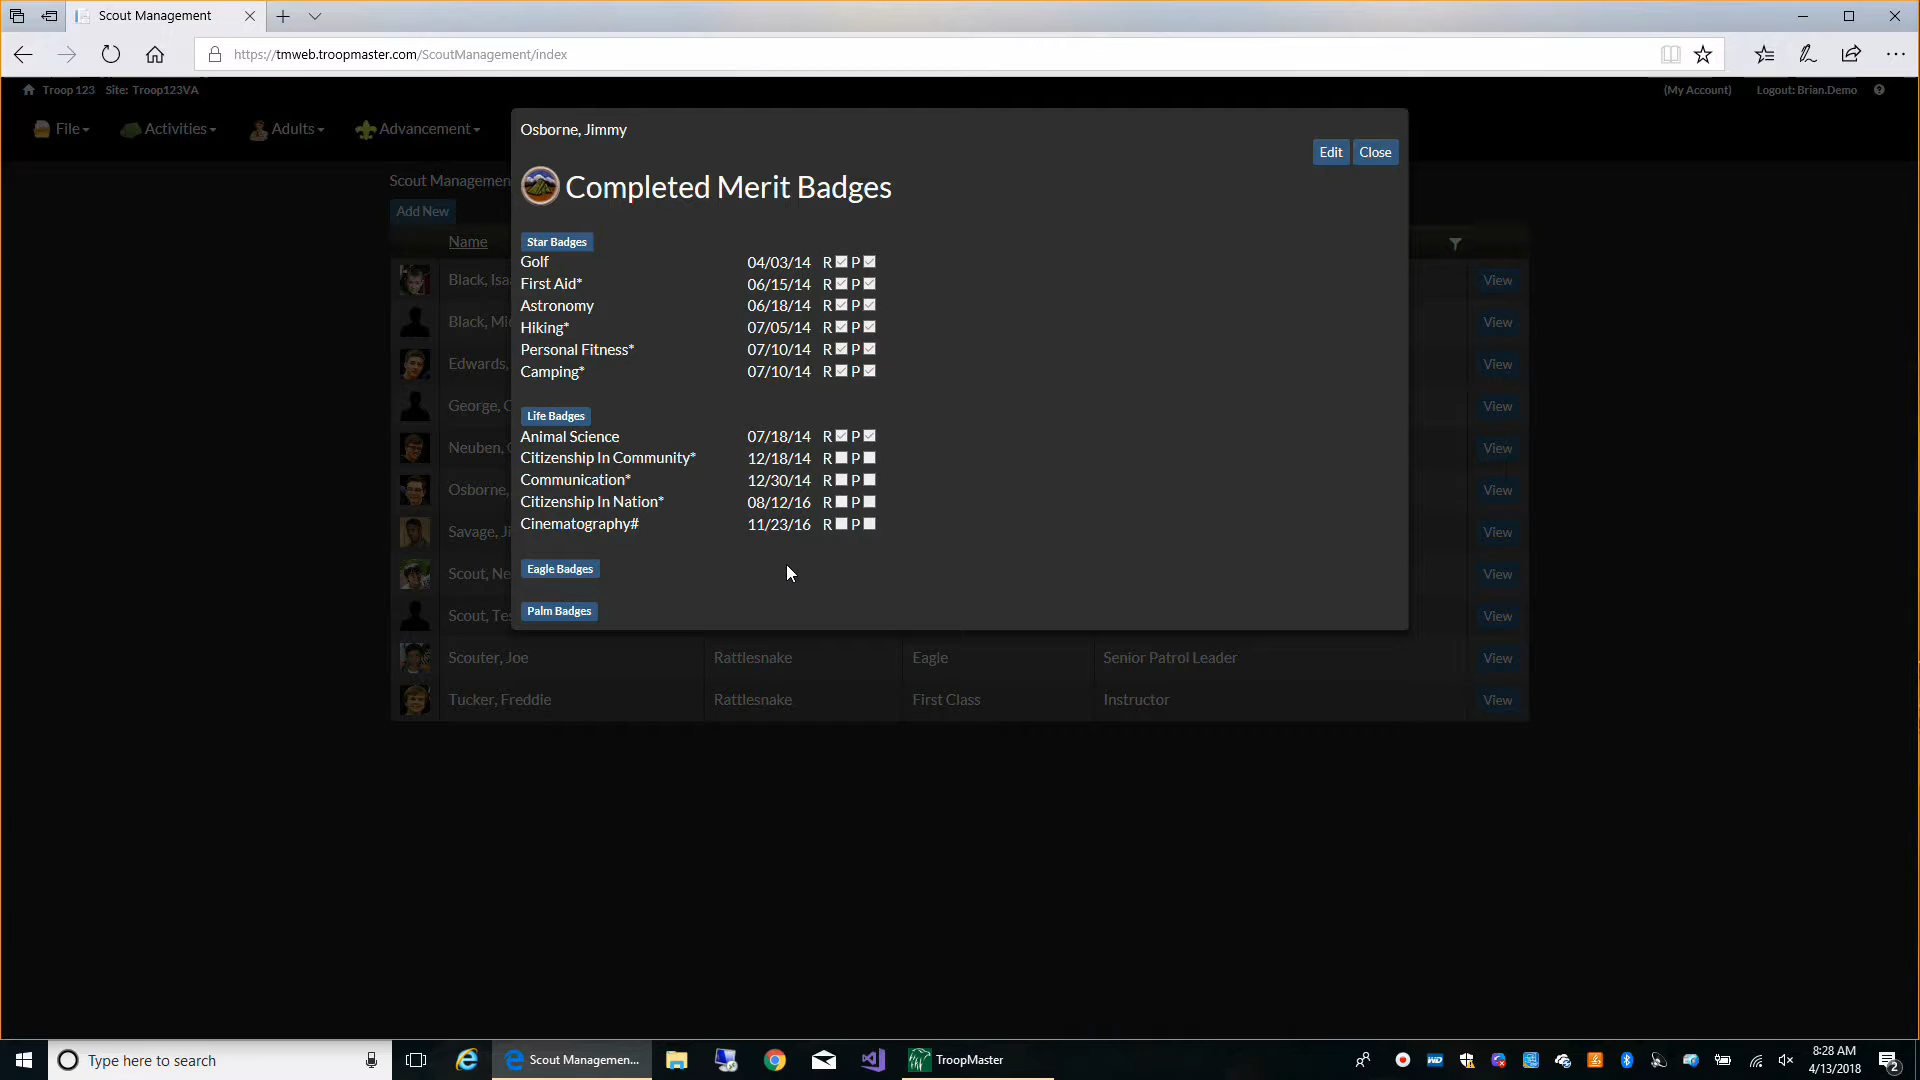 Scout Management
https://tmweb.troopmaster.com/ScoutManagement/index
Troop 123 Site: Troop123VA
(My Account) Logout: Brian.Demo
File Activities Adults Advancement
Osborne, Jimmy
Edit Close
Completed Merit Badges
Scout Managemen
Add New
Name
Star Badges
Golf 04/03/14 R P
First Aid* 06/15/14 R P
Astronomy 06/18/14 R P
Hiking* 07/05/14 R P
Personal Fitness* 07/10/14 R P
Camping* 07/10/14 R P
Life Badges
Animal Science 07/18/14 R P
Citizenship In Community* 12/18/14 R P
Communication* 12/30/14 R P
Citizenship In Nation* 08/12/16 R P
Cinematography# 11/23/16 R P
Eagle Badges
Palm Badges
Black, Isa View
Black, Mi View
Edwards, View
George, View
Neuben, View
Osborne, View
Savage, Ji View
Scout, Ne View
Scout, Tes View
Scouter, Joe Rattlesnake Eagle Senior Patrol Leader View
Tucker, Freddie Rattlesnake First Class Instructor View
Type here to search
Scout Managemen...
TroopMaster
WD
8:28 AM
4/13/2018
2